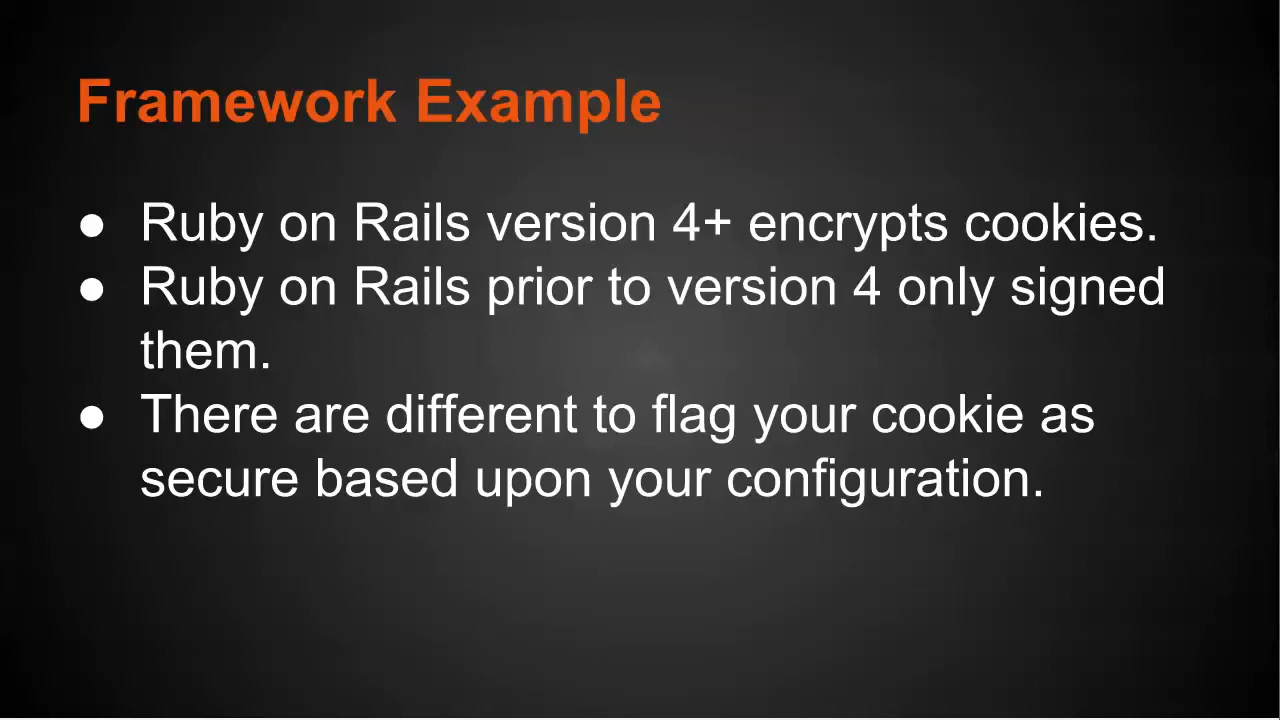 Framework Example
● Ruby on Rails version 4+ encrypts cookies.
● Ruby on Rails prior to version 4 only signed
them.
● There are different to flag your cookie as
secure based upon your configuration.